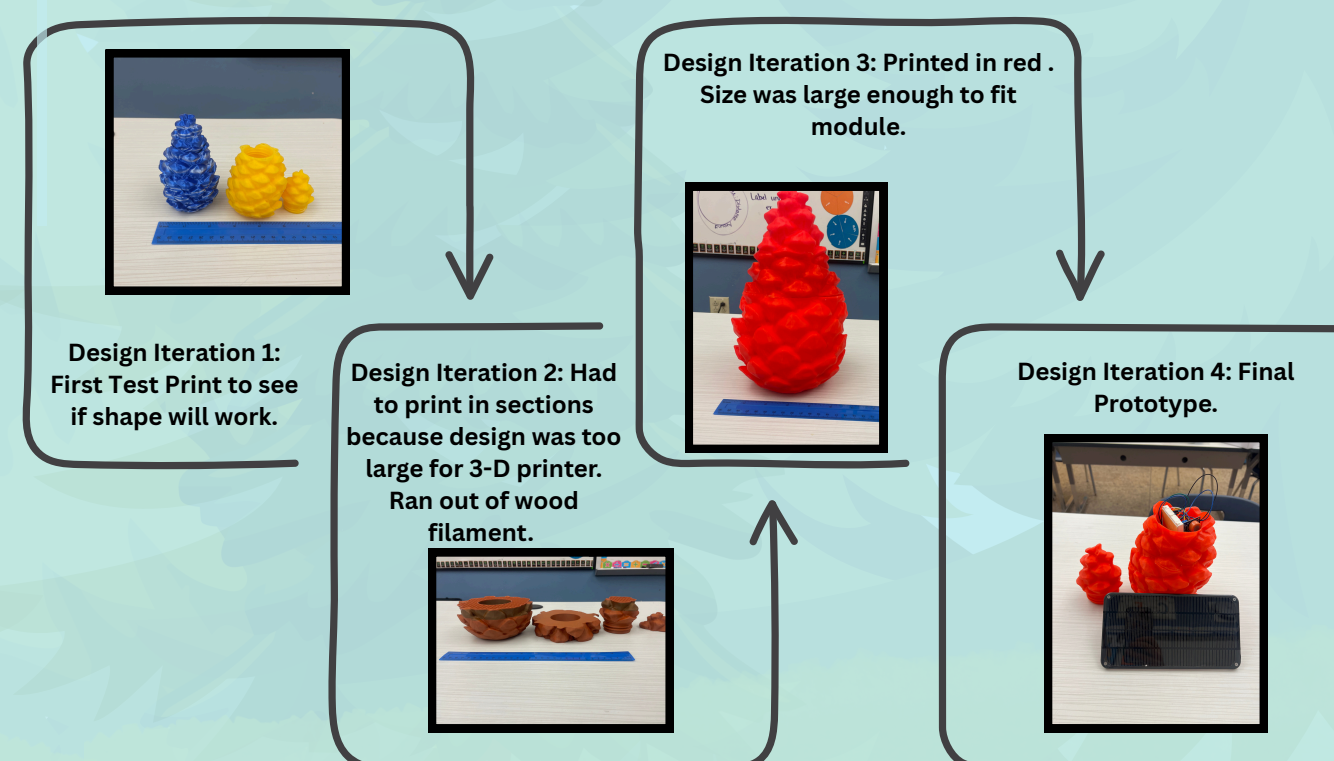 Design Iteration 1:
First Test Print to see
if shape will work.
Design Iteration 2: Had
to print in sections
because design was too
large for 3-D printer.
Ran out of wood
filament.
Design Iteration 3: Printed in red .
Size was large enough to fit
module.
Label
Design Iteration 4: Final
Prototype.